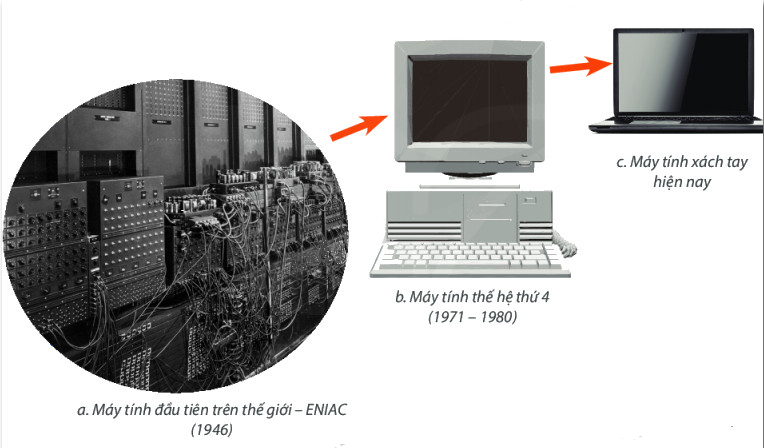 a. Máy tính đầu tiên trên thế giới – ENIAC
(1946)
b. Máy tính thế hệ thứ 4
(1971 – 1980)
c. Máy tính xách tay
hiện nay